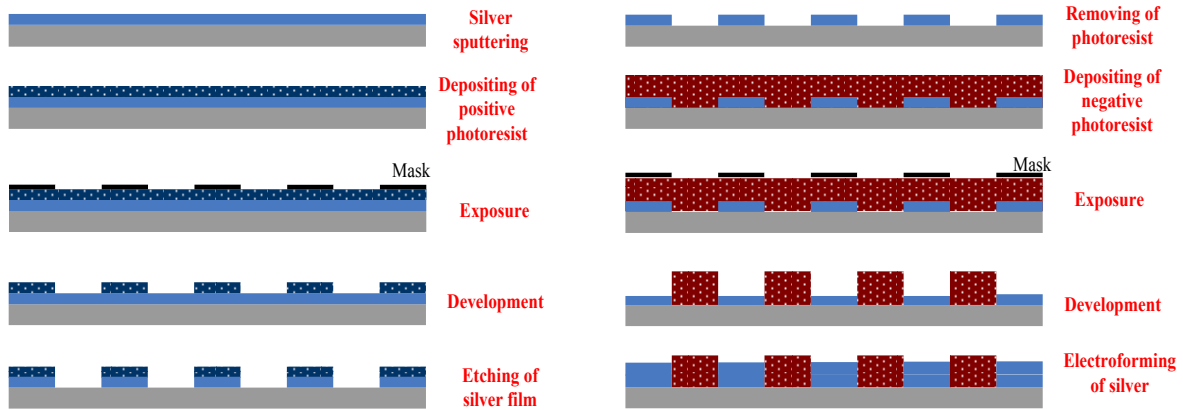 Silver
sputtering
Depositing of
positive
photoresist
Mask
Exposure
Development
Etching of
silver film
Removing of
photoresist
Depositing of
negative
photoresist
Mask
Exposure
Development
Electroforming
of silver